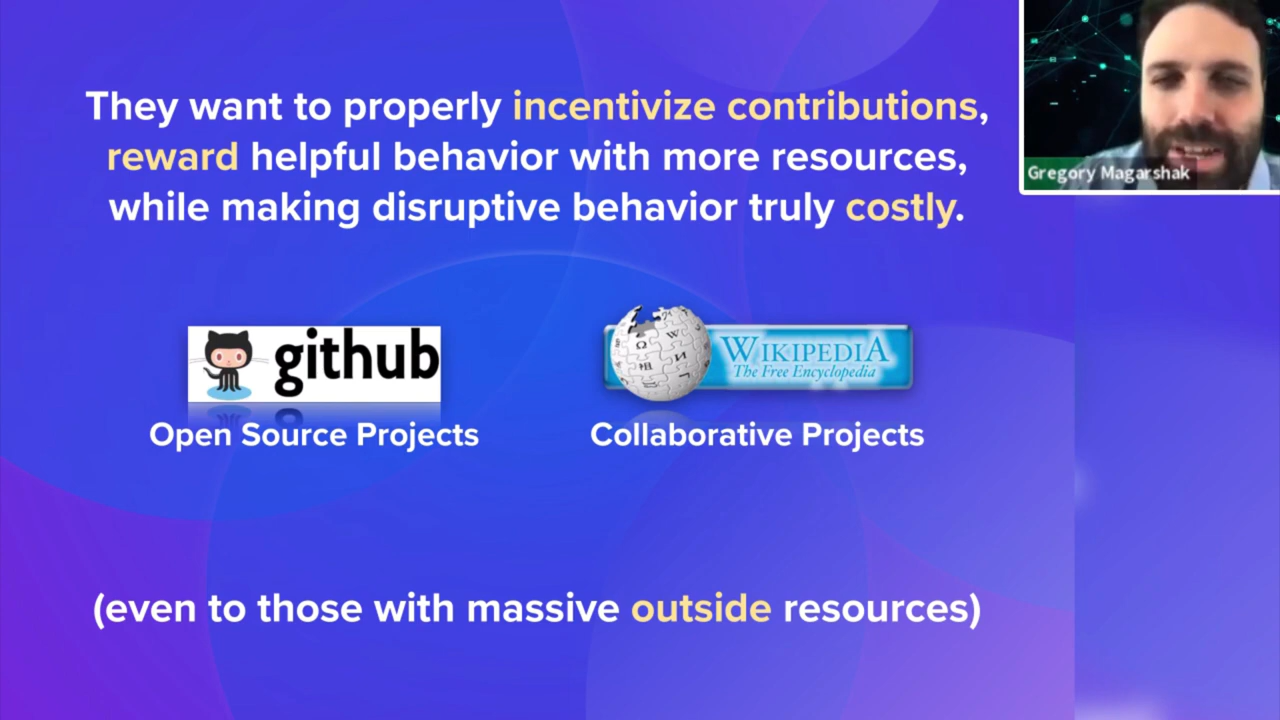 They want to properly incentivize contributions,
reward helpful behavior with more resources,
while making disruptive behavior truly costly.
Gregory Magarshak
github
WIKIPEDIA
The Free Encyclopedia
Open Source Projects
Collaborative Projects
(even to those with massive outside resources)